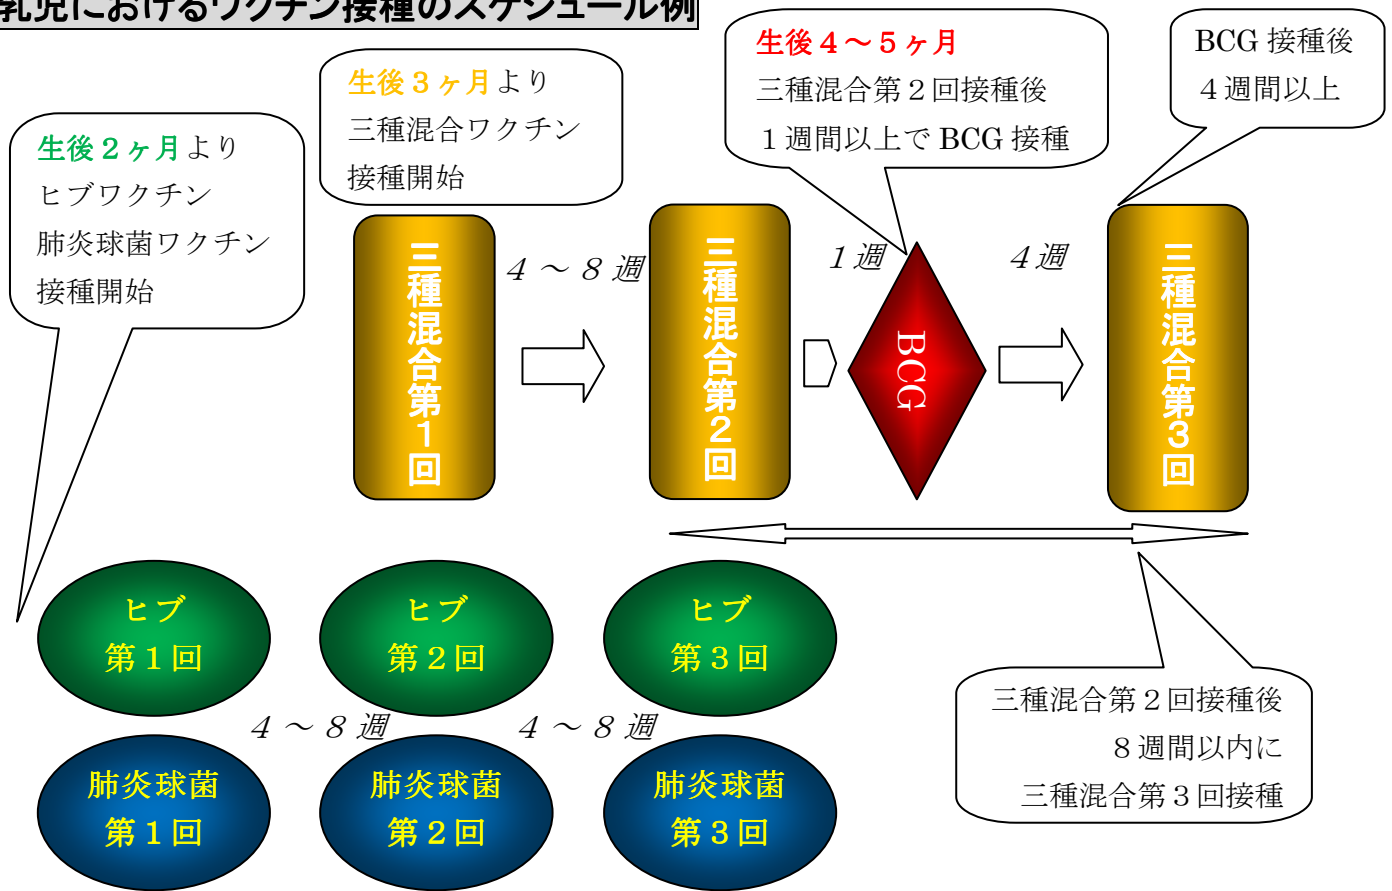 乳児におけるワクチン接種のスケジュール例
生後２ヶ月より
ヒブワクチン
肺炎球菌ワクチン
接種開始
生後３ヶ月より
三種混合ワクチン
接種開始
生後４～５ヶ月
三種混合第２回接種後
１週間以上で BCG 接種
BCG 接種後
４週間以上
三種混合第1回
4 ～ 8 週
三種混合第2回
1 週
BCG
4 週
三種混合第3回
ヒブ
第１回
ヒブ
第２回
ヒブ
第３回
4 ～ 8 週
4 ～ 8 週
肺炎球菌
第１回
肺炎球菌
第２回
肺炎球菌
第３回
三種混合第２回接種後
８週間以内に
三種混合第３回接種